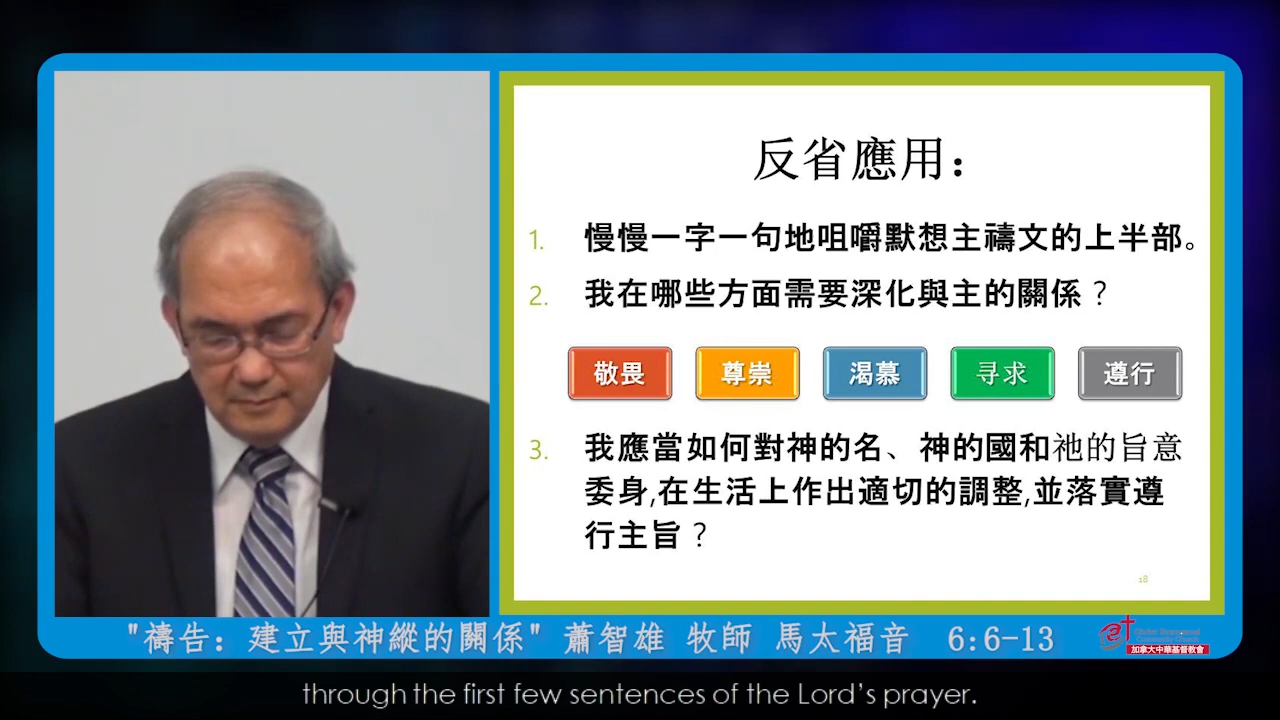 反省應用：
1. 慢慢一字一句地咀嚼默想主禱文的上半部。
2. 我在哪些方面需要深化與主的關係？
敬畏 尊崇 渴慕 寻求 遵行
3. 我應當如何對神的名、神的國和祂的旨意
委身,在生活上作出適切的調整,並落實遵
行主旨？
18
"禱告：建立與神縱的關係" 蕭智雄 牧師 馬太福音 6:6-13
加拿大中華基督教會
through the first few sentences of the Lord's prayer.